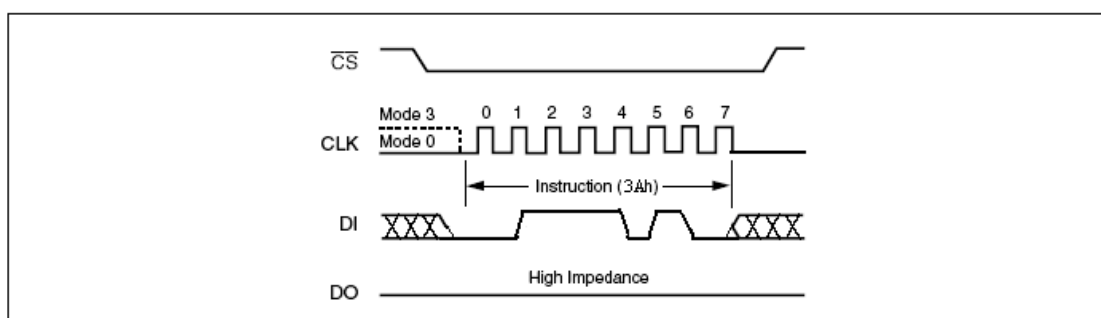 CS
Mode 3
0 1 2 3 4 5 6 7
CLK
Mode 0
Instruction (3Ah)
DI
High Impedance
DO